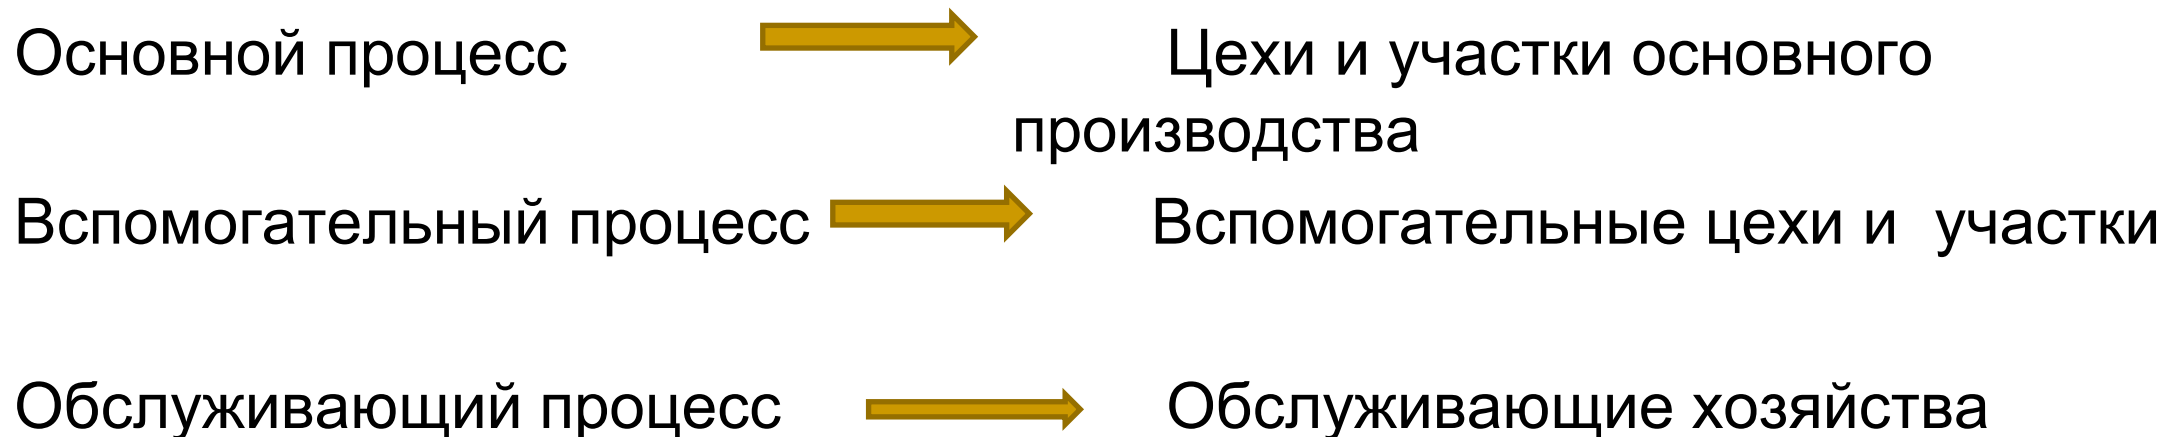 Основной процесс Цехи и участки основного
производства
Вспомогательный процесс Вспомогательные цехи и участки
Обслуживающий процесс Обслуживающие хозяйства